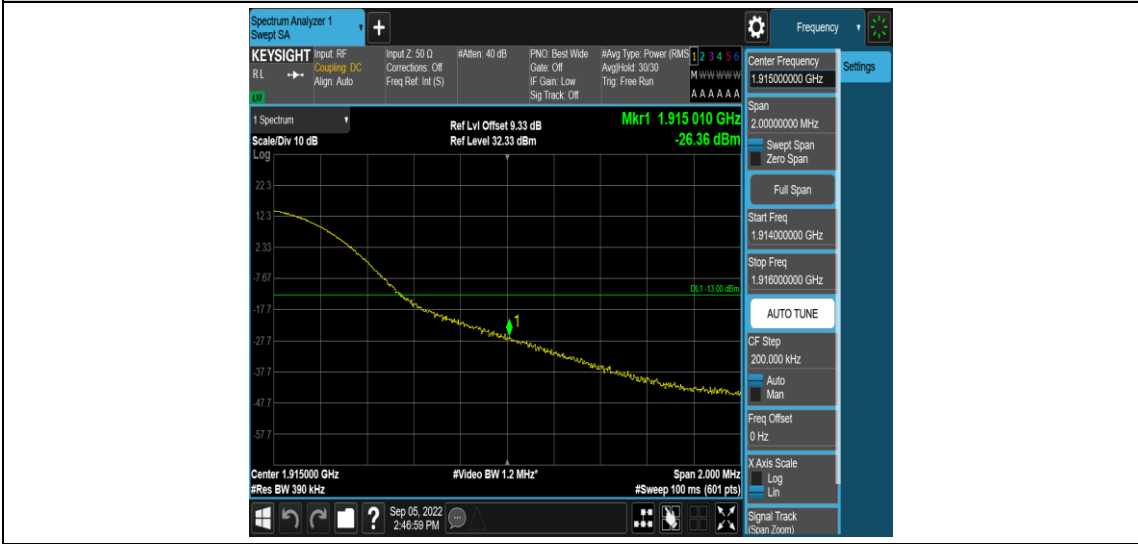 Spectrum Analyzer 1
Swept SA
+
Frequency
KEYSIGHT
RL
Input: RF
Coupling: DC
Align: Auto
Input Z: 50 Ω
Corrections: Off
Freq Ref: Int (S)
#Atten: 40 dB
PNO: Best Wide
Gate: Off
IF Gain: Low
Sig Track: Off
#Avg Type: Power (RMS
Avg|Hold: 30/30
Trig: Free Run
1 2 3 4 5 6
M W W W W W
A A A A A A
1 Spectrum
Scale/Div 10 dB
Log
Ref Lvl Offset 9.33 dB
Ref Level 32.33 dBm
Mkr1 1.915 010 GHz
-26.36 dBm
22.3
12.3
2.33
-7.67
-17.7
-27.7
-37.7
-47.7
-57.7
DL1 -13.00 dBm
1
Center 1.915000 GHz
#Res BW 390 kHz
#Video BW 1.2 MHz*
Span 2.000 MHz
#Sweep 100 ms (601 pts)
?
Sep 05, 2022
2:46:59 PM
Center Frequency
1.915000000 GHz
Settings
Span
2.00000000 MHz
Swept Span
Zero Span
Full Span
Start Freq
1.914000000 GHz
Stop Freq
1.916000000 GHz
AUTO TUNE
CF Step
200.000 kHz
Auto
Man
Freq Offset
0 Hz
X Axis Scale
Log
Lin
Signal Track
(Span Zoom)